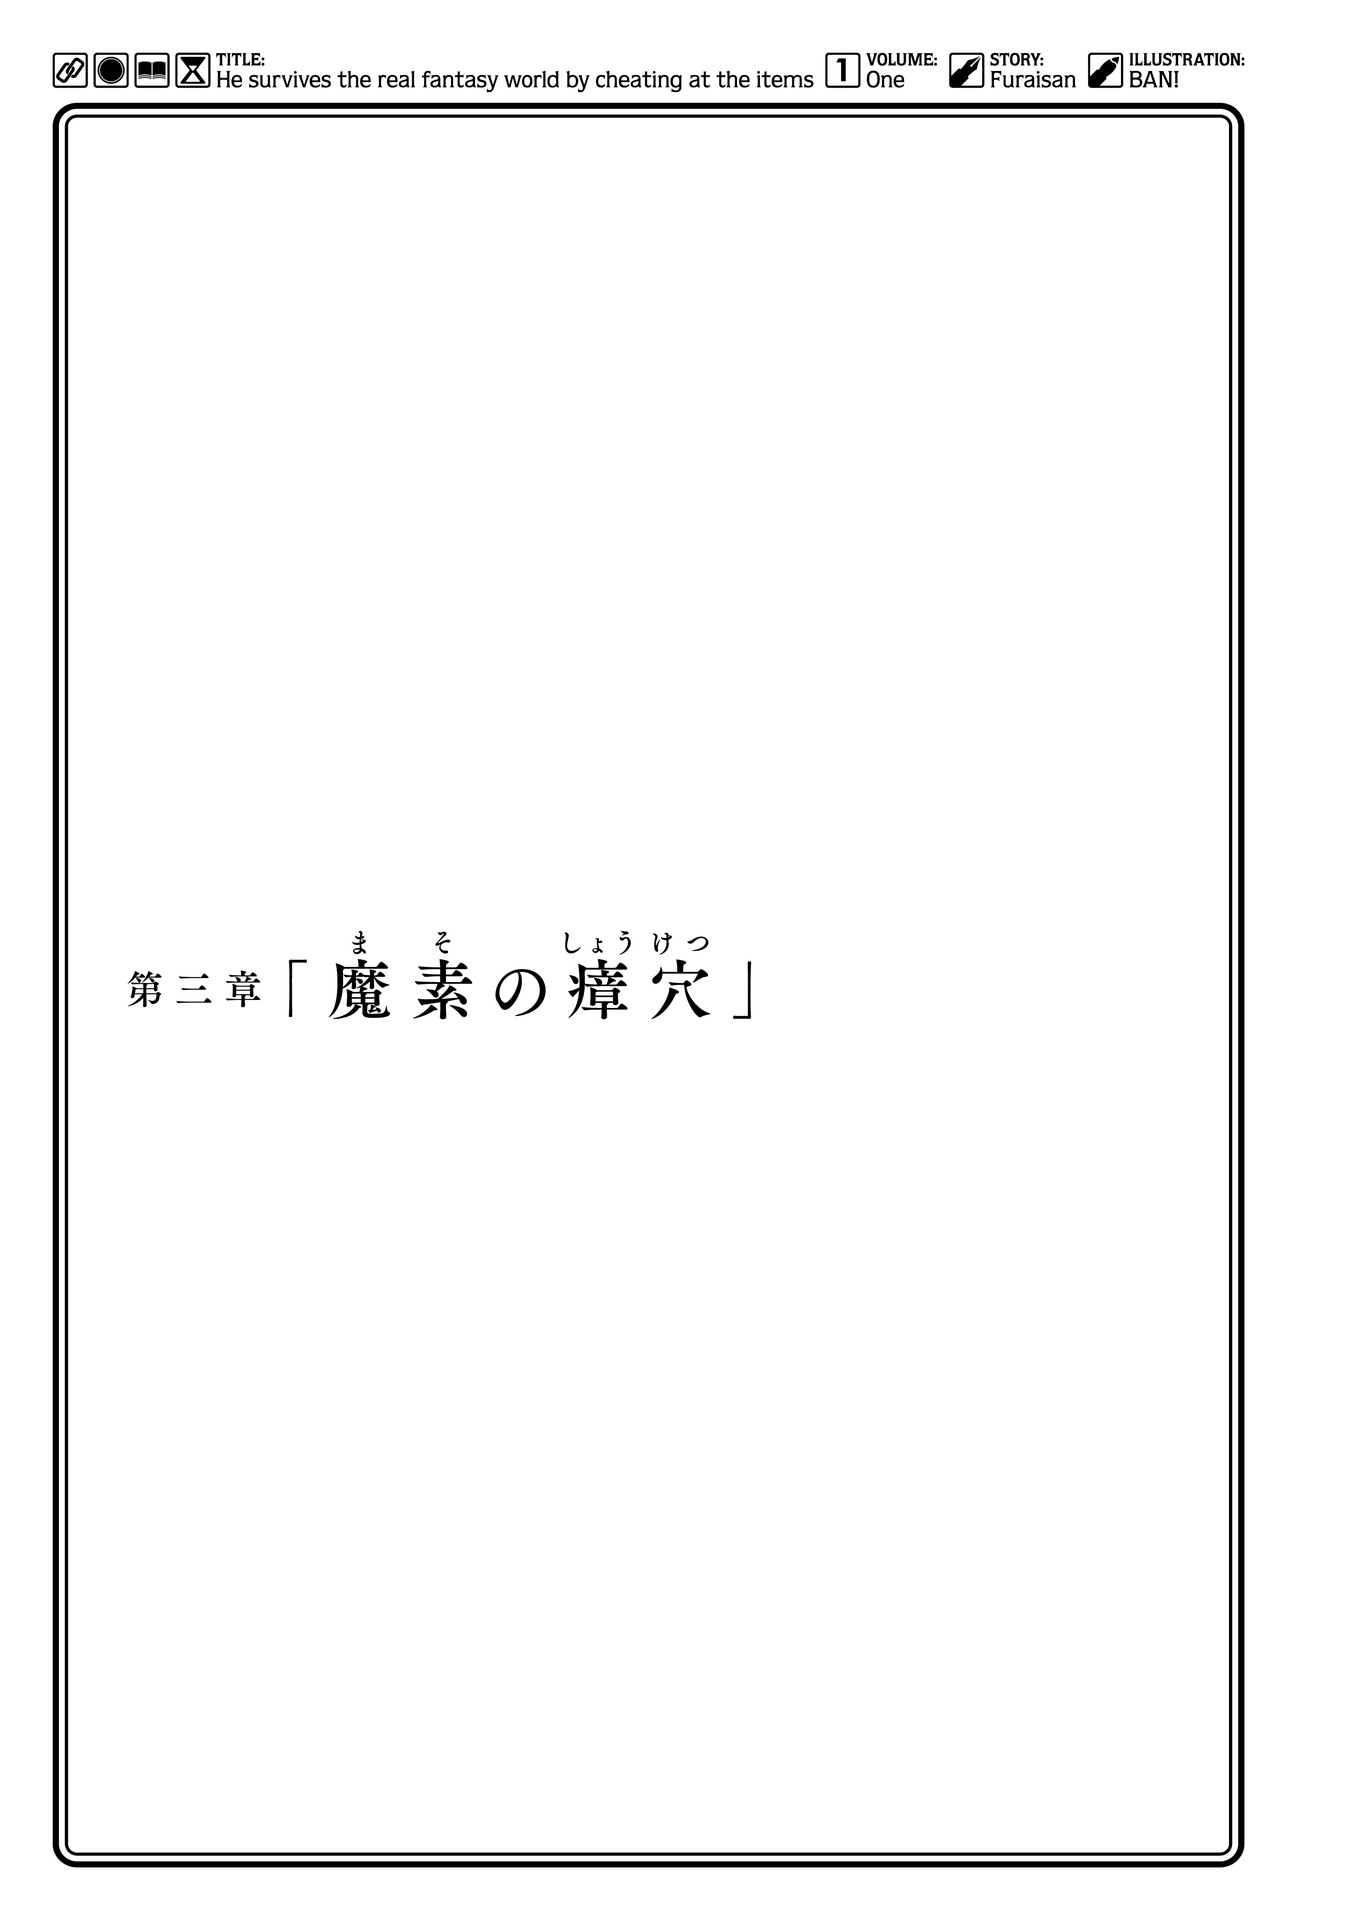 TITLE:
He survives the real fantasy world by cheating at the items
1
VOLUME:
One
STORY:
Furaisan
ILLUSTRATION:
BAN!
まそ しょうけつ
第三章「魔素の瘴穴」